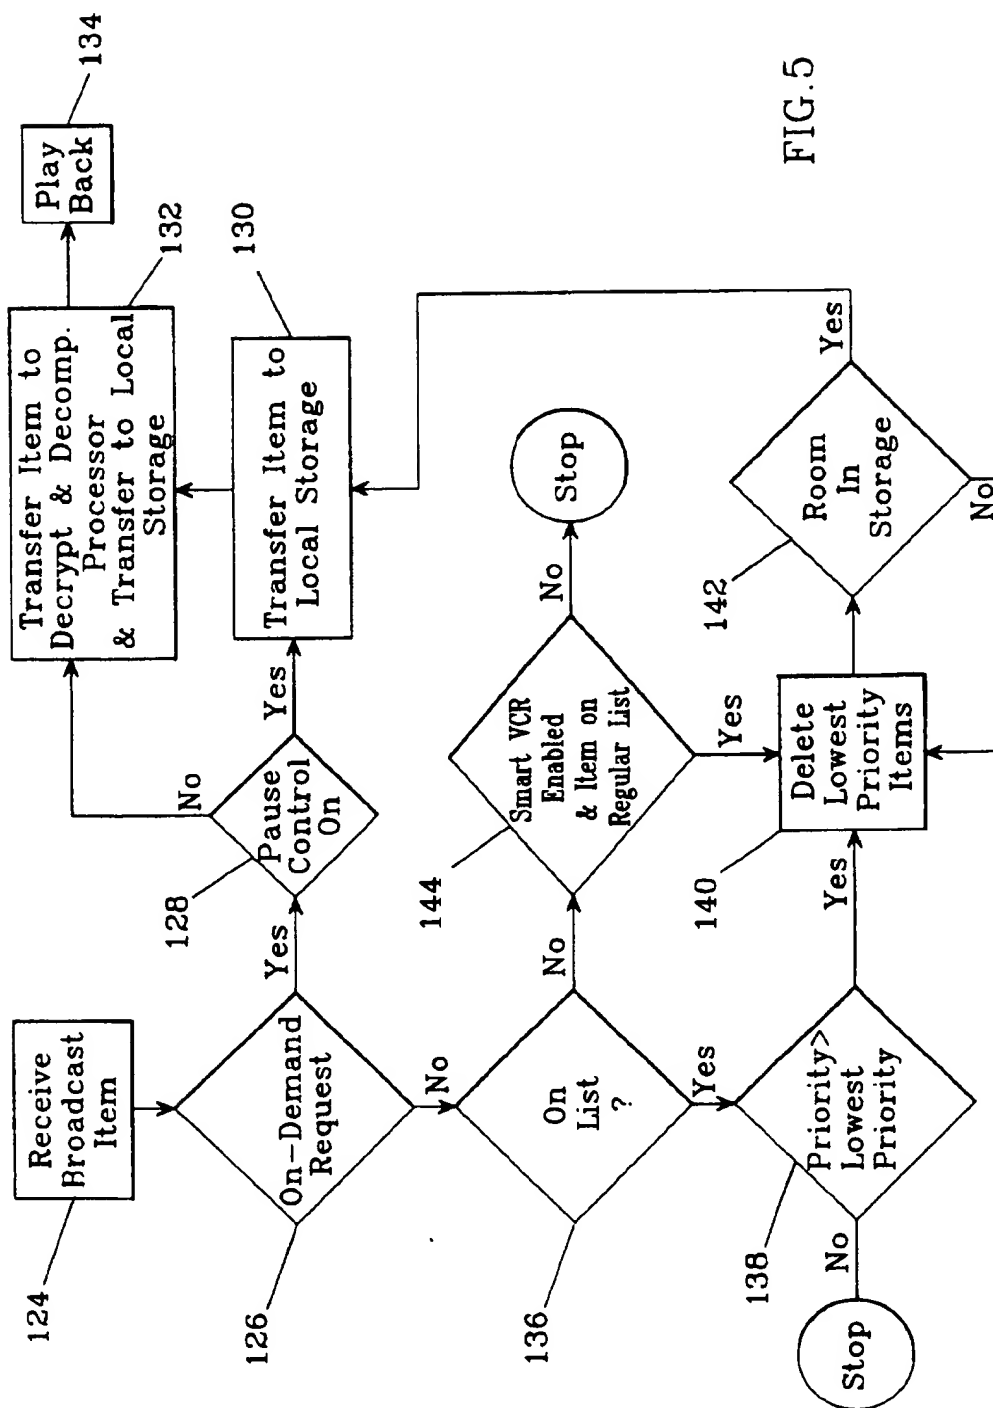 124
Receive
Broadcast
Item
126
On-Demand
Request
Yes
No
128
Pause
Control
On
No
Yes
Transfer Item to
Decrypt & Decomp.
Processor
& Transfer to Local
Storage
132
Play
Back
134
Transfer Item to
Local Storage
130
136
On
List
?
No
Yes
144
Smart VCR
Enabled
& Item on
Regular List
No
Stop
Yes
138
Priority>
Lowest
Priority
No
Stop
Yes
140
Delete
Lowest
Priority
Items
142
Room
In
Storage
Yes
No
FIG.5